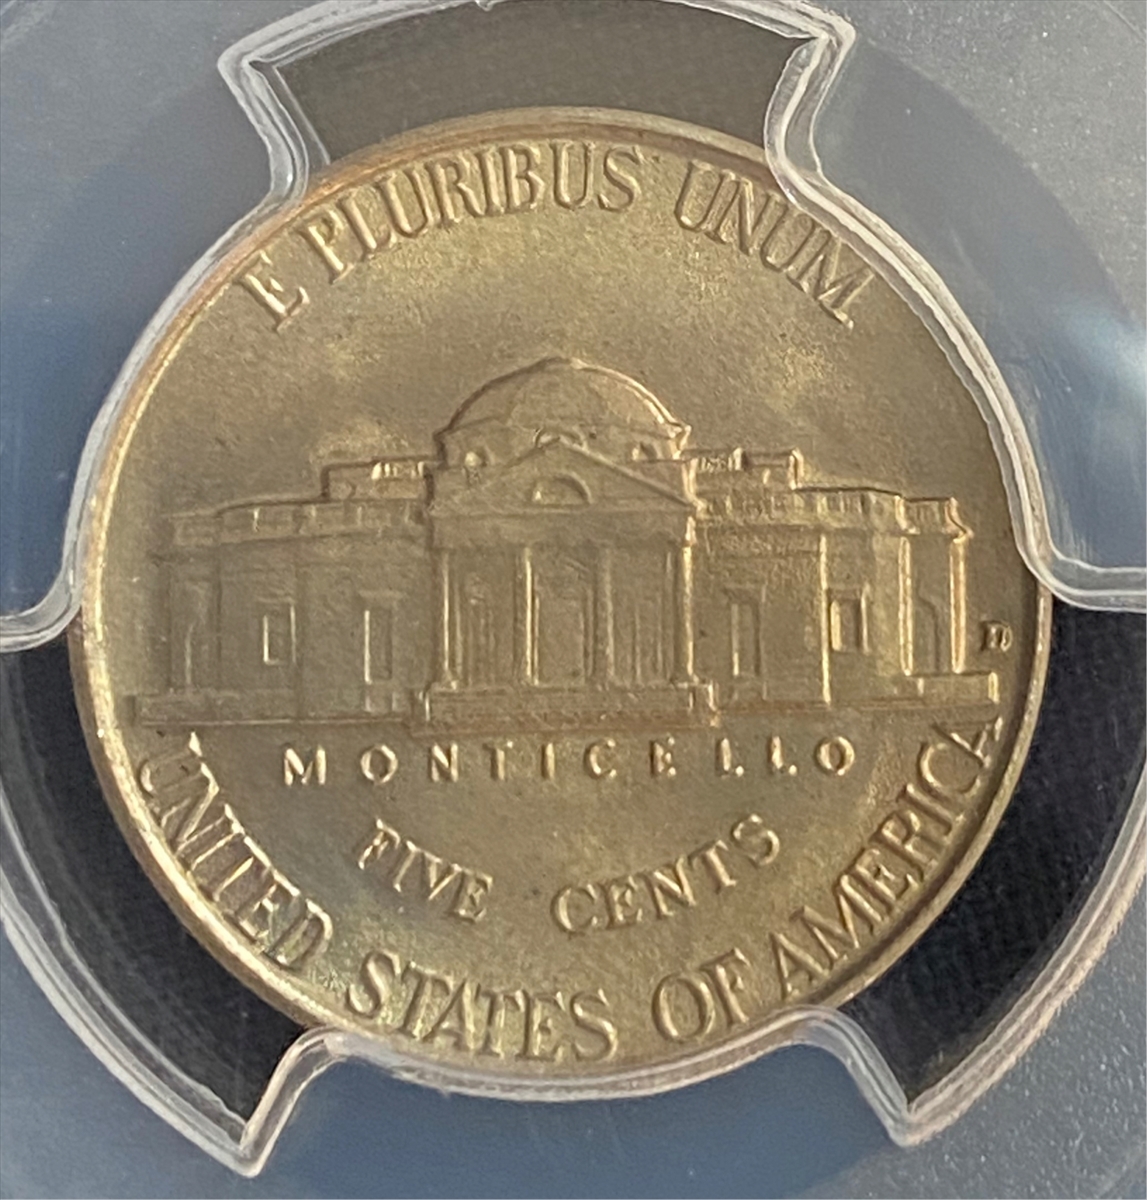 E PLURIBUS UNUM
D
MONTICELLO
FIVE CENTS
UNITED STATES OF AMERICA